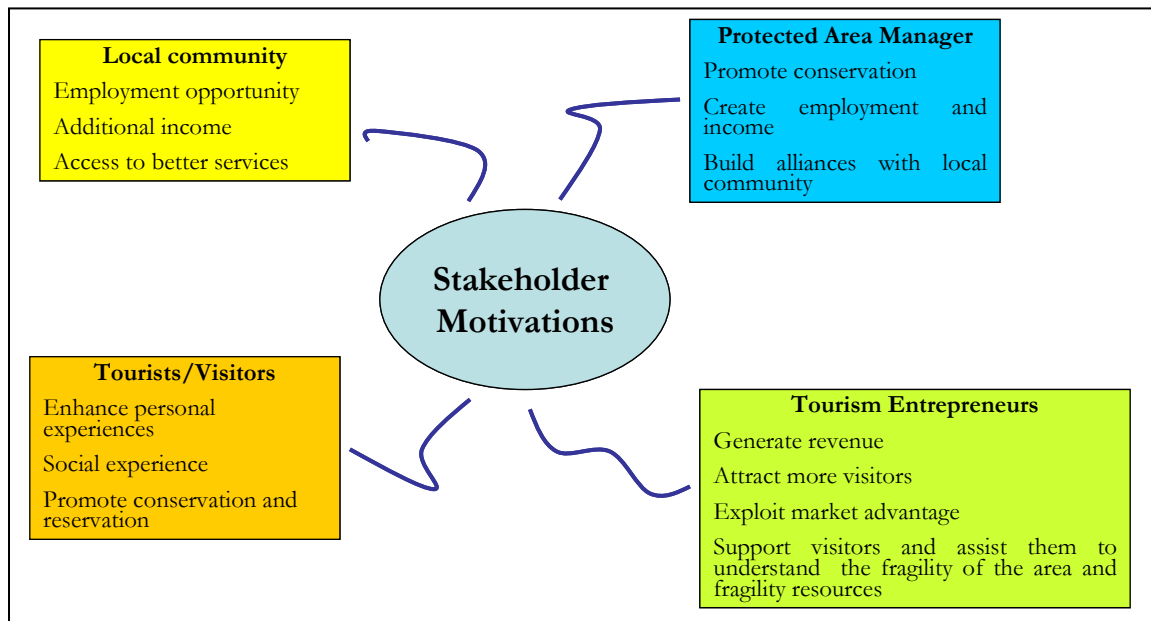 Local community
Employment opportunity
Additional income
Access to better services
Protected Area Manager
Promote conservation
Create employment and
income
Build alliances with local
community
Stakeholder
Motivations
Tourists/Visitors
Enhance personal
experiences
Social experience
Promote conservation and
reservation
Tourism Entrepreneurs
Generate revenue
Attract more visitors
Exploit market advantage
Support visitors and assist them to
understand the fragility of the area and
fragility resources